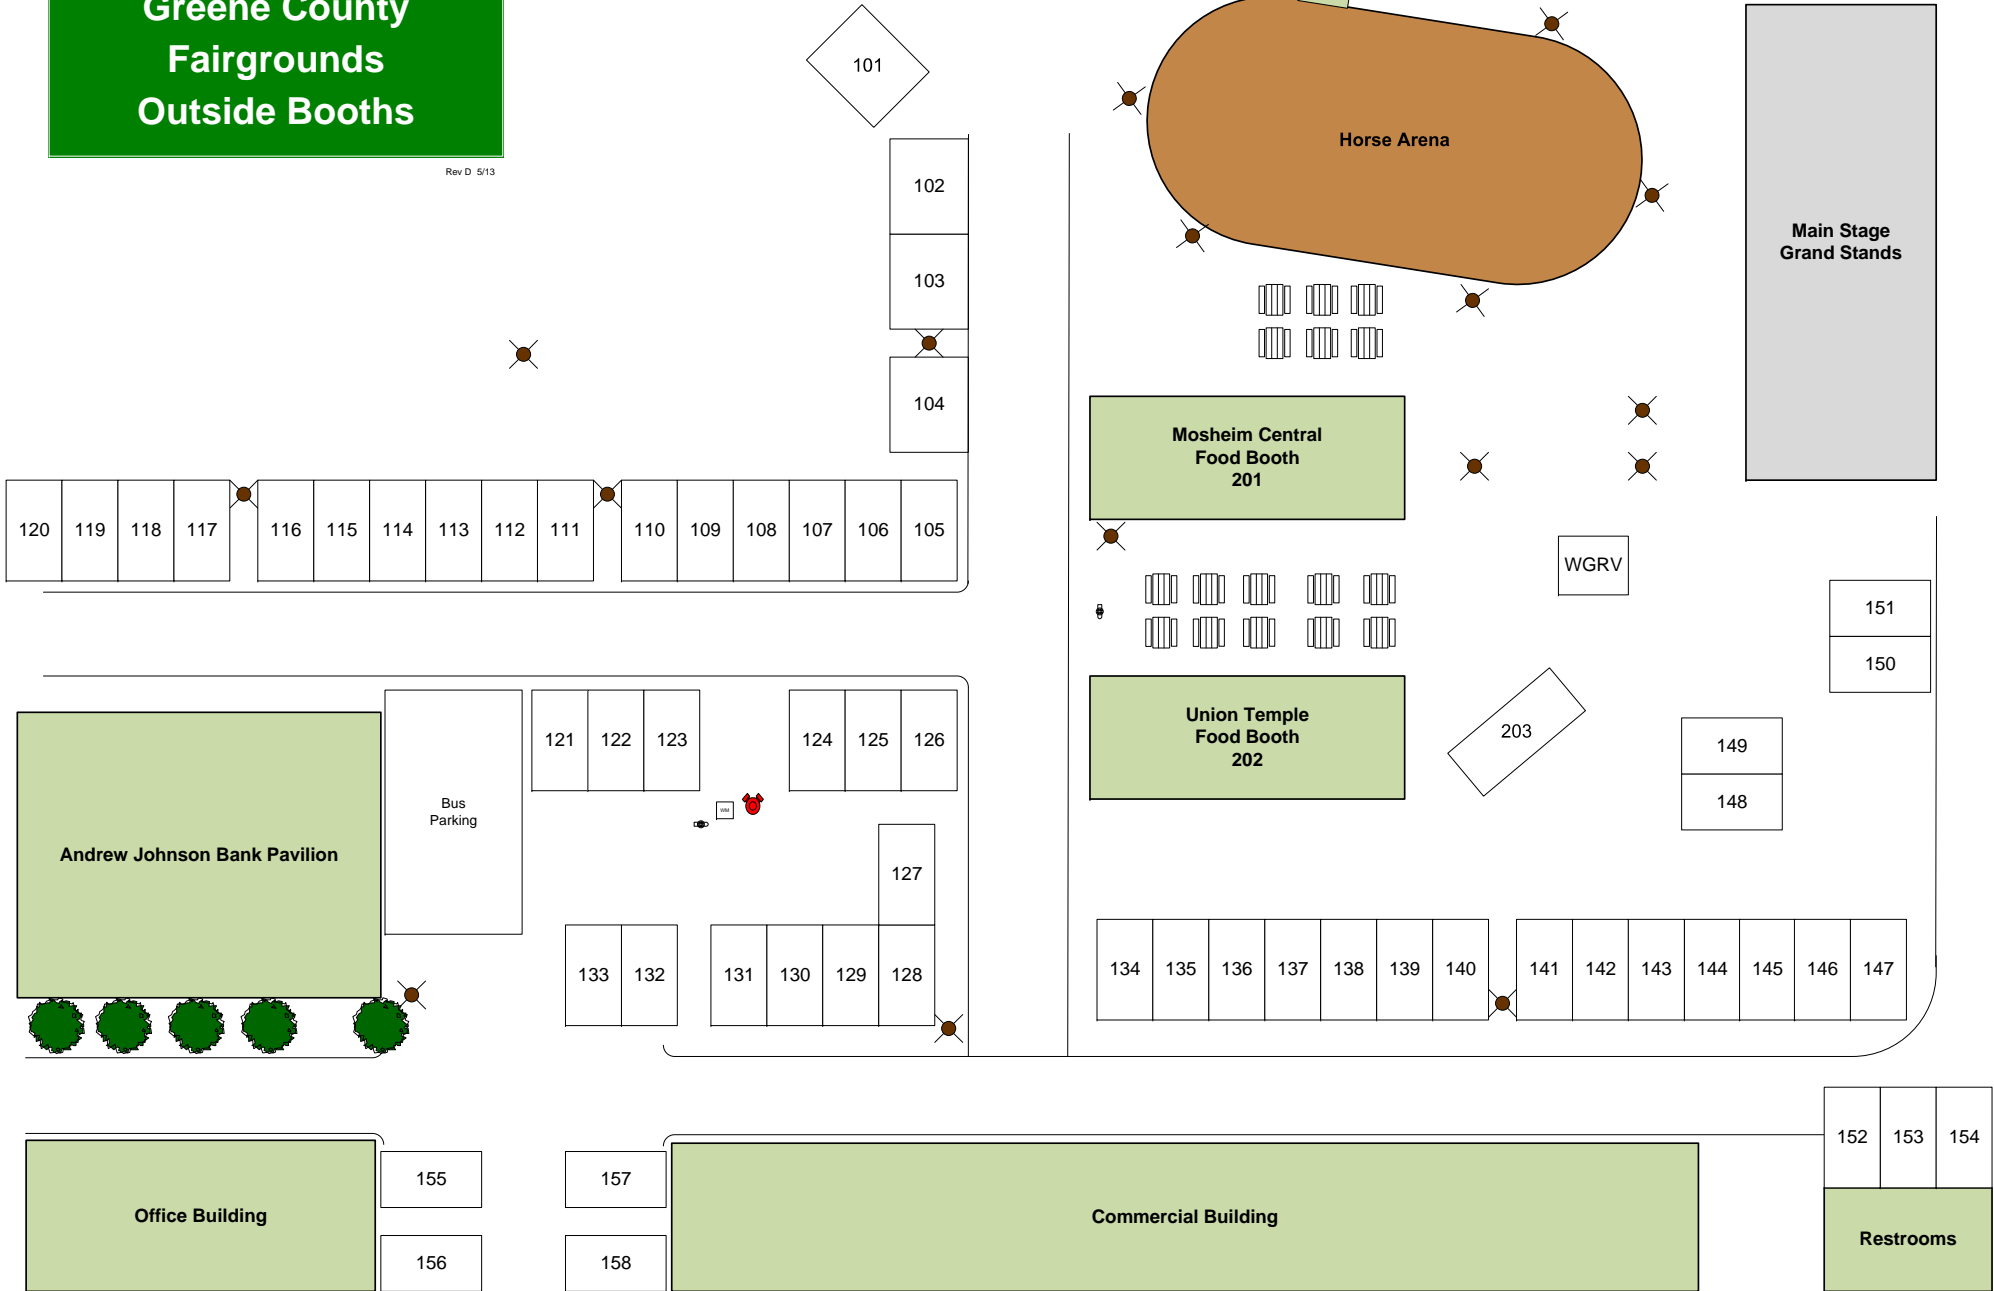 Greene County
Fairgrounds
Outside Booths
Rev D 5/13
101
102
103
104
Horse Arena
Main Stage
Grand Stands
Mosheim Central
Food Booth
201
120 119 118 117 116 115 114 113 112 111 110 109 108 107 106 105
WGRV
151
150
121 122 123 124 125 126
Union Temple
Food Booth
202
203
149
148
Bus
Parking
WM
Andrew Johnson Bank Pavilion
127
133 132 131 130 129 128
134 135 136 137 138 139 140 141 142 143 144 145 146 147
152 153 154
155
157
Office Building
Commercial Building
Restrooms
156
158